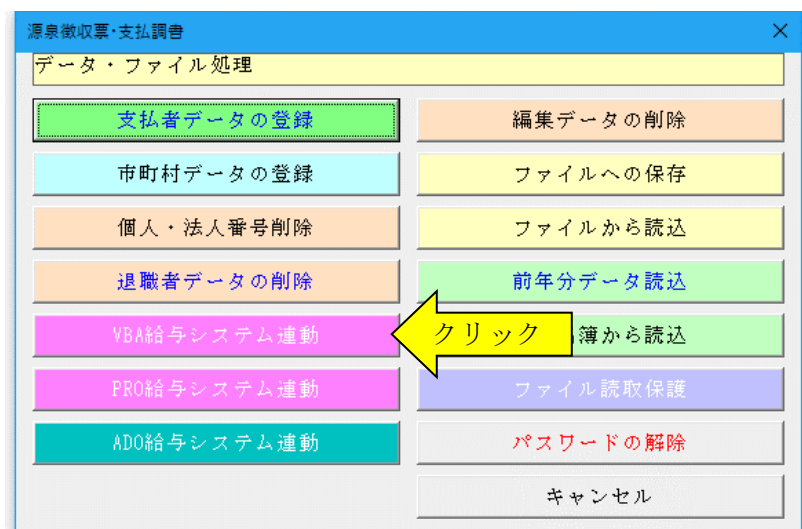 源泉徴収票･支払調書
データ・ファイル処理
支払者データの登録
編集データの削除
市町村データの登録
ファイルへの保存
個人・法人番号削除
ファイルから読込
退職者データの削除
前年分データ読込
VBA給与システム連動
クリック
簿から読込
PRO給与システム連動
ファイル読取保護
ADO給与システム連動
パスワードの解除
キャンセル